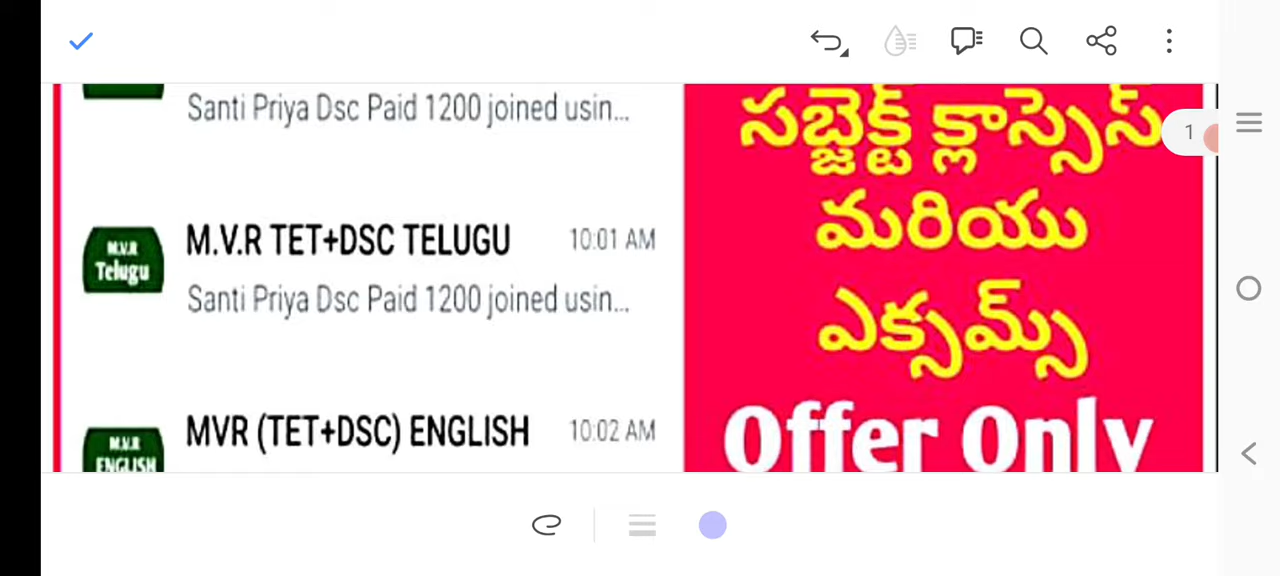 Santi Priya Dsc Paid 1200 joined usin...
M.V.R
Telugu
M.V.R TET+DSC TELUGU 10:01 AM
Santi Priya Dsc Paid 1200 joined usin...
M.V.R
ENGLISH
MVR (TET+DSC) ENGLISH 10:02 AM
సబ్జెక్ట్ క్లాస్సెస్
మరియు
ఎక్సమ్స్
Offer Only
1